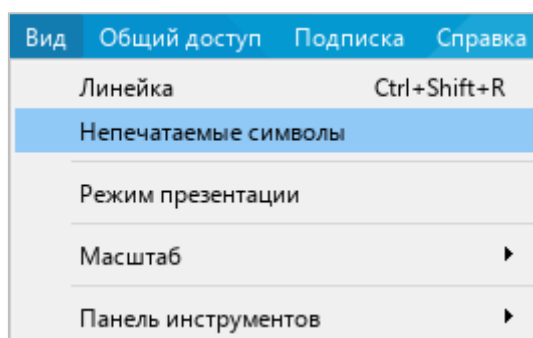 Вид Общий доступ Подписка Справка
Линейка Ctrl+Shift+R
Непечатаемые символы
Режим презентации
Масштаб
Панель инструментов